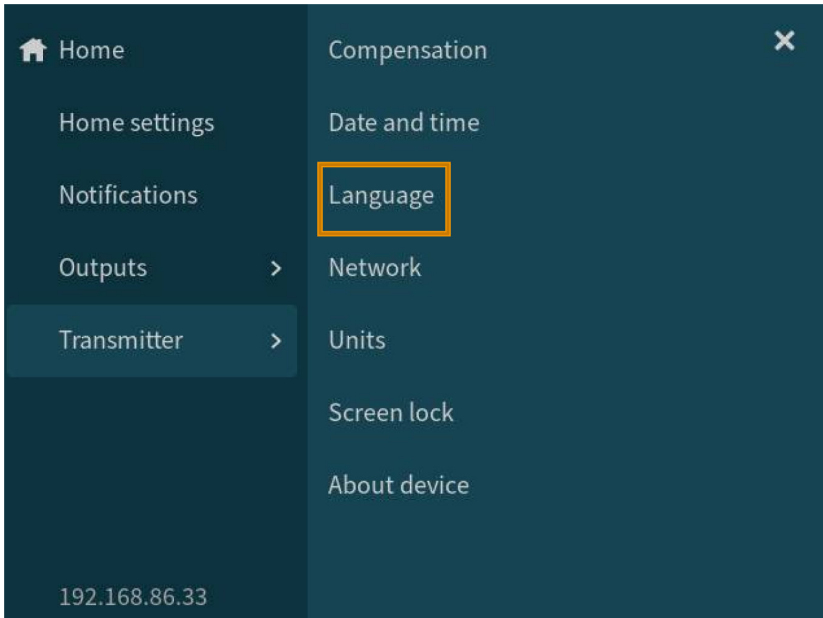 Home
Home settings
Notifications
Outputs
Transmitter
192.168.86.33
Compensation
Date and time
Language
Network
Units
Screen lock
About device